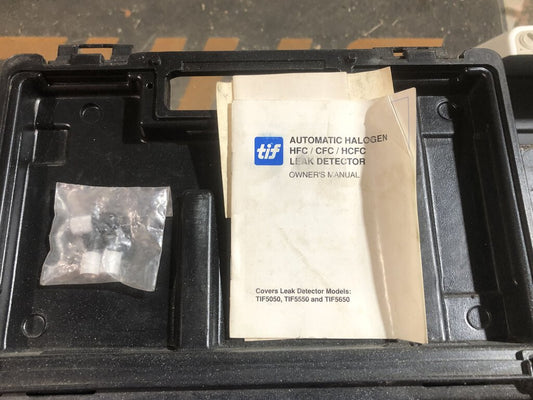 tif
AUTOMATIC HALOGEN
HFC / CFC / HCFC
LEAK DETECTOR
OWNER'S MANUAL
Covers Leak Detector Models:
TIF5050, TIF5550 and TIF5650